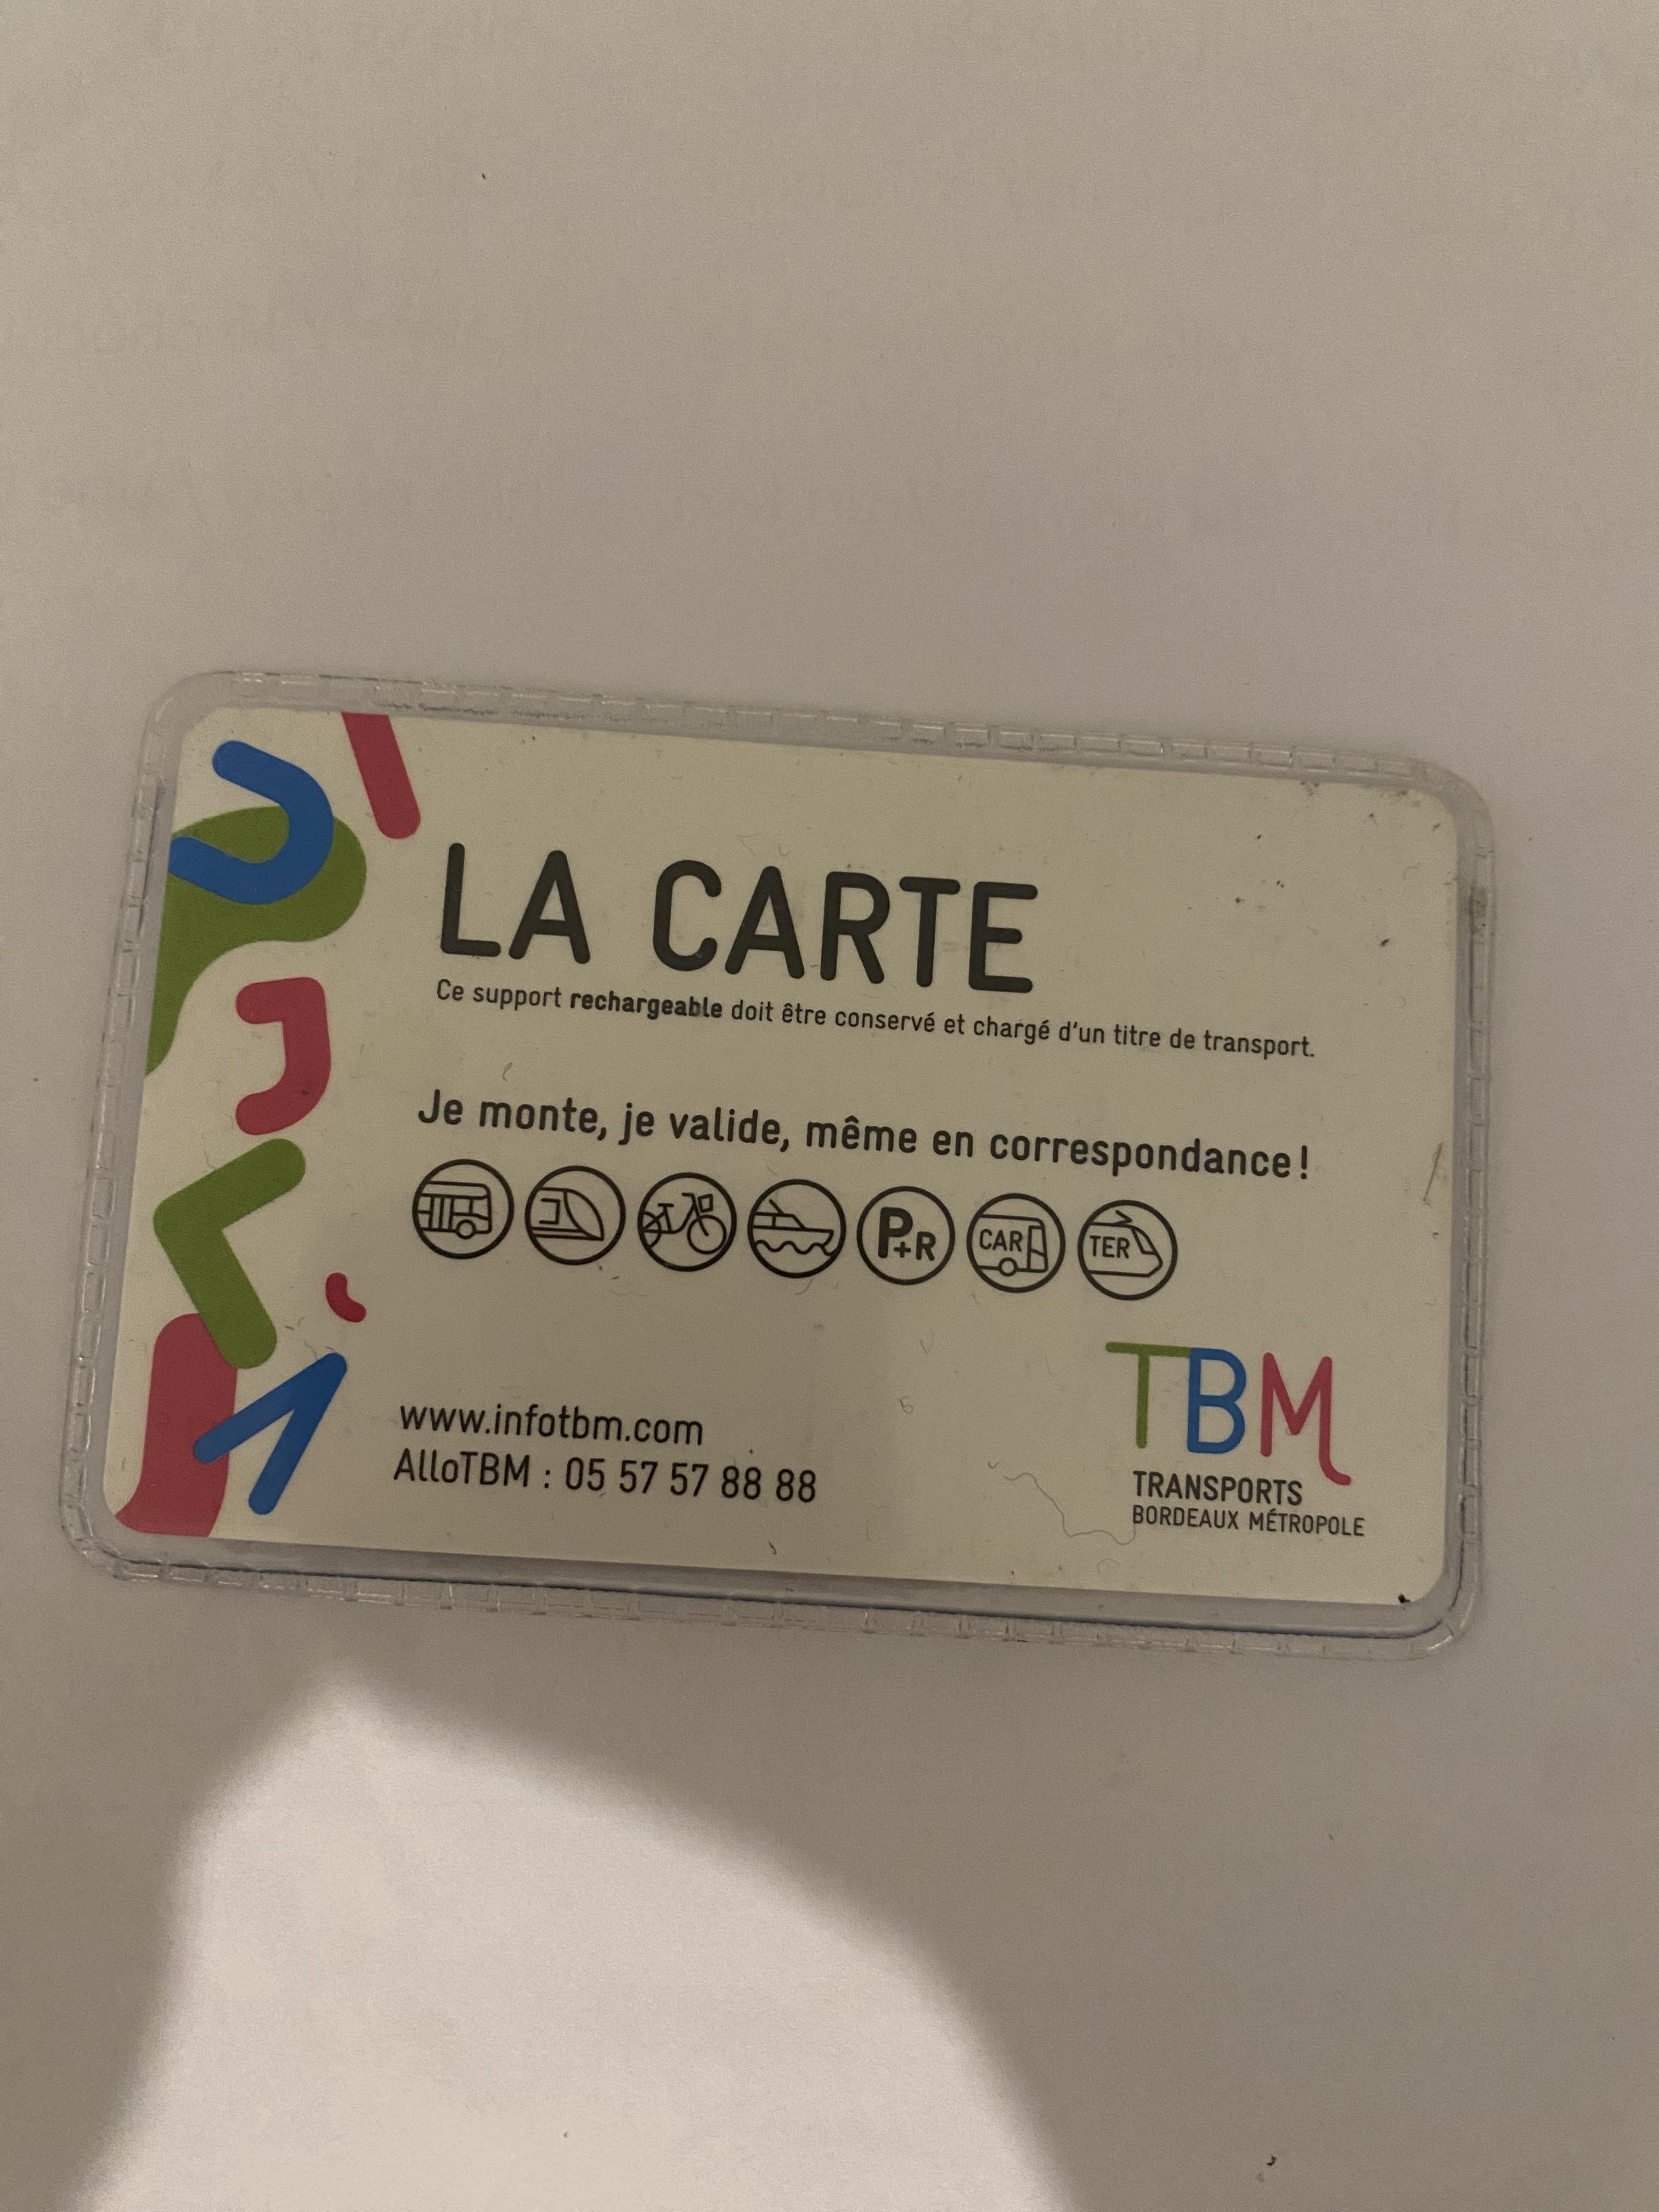 LA CARTE
Ce support rechargeable doit être conservé et chargé d'un titre de transport.
Je monte, je valide, même en correspondance!
P+R CAR TER
www.infotbm.com
AlloTBM : 05 57 57 88 88
TBM
TRANSPORTS
BORDEAUX MÉTROPOLE